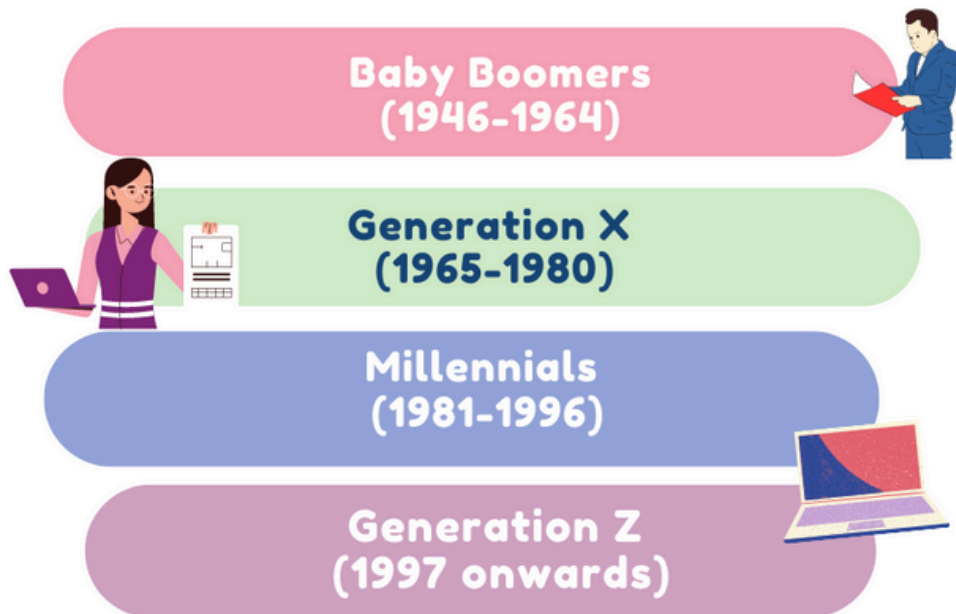 Baby Boomers
(1946-1964)
Generation X
(1965-1980)
Millennials
(1981-1996)
Generation Z
(1997 onwards)